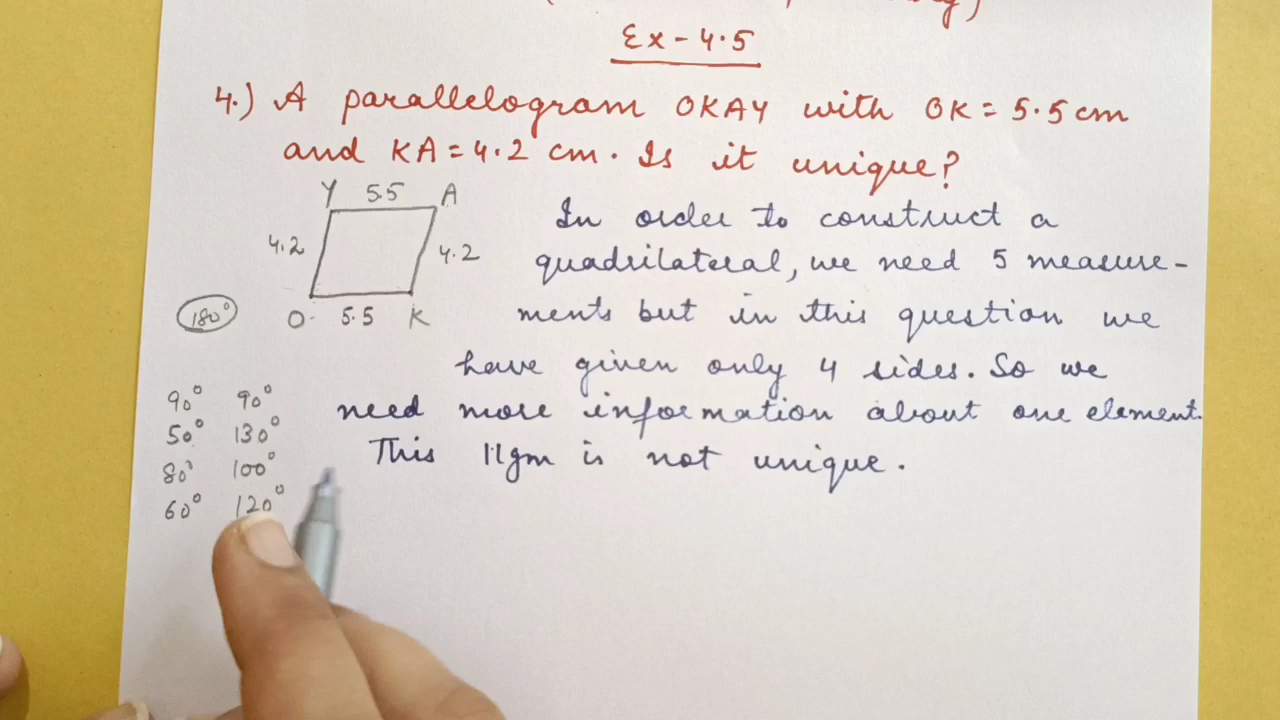 Ex-4.5
4.) A parallelogram OKAY with OK = 5.5 cm
and KA = 4.2 cm. Is it unique?
Y 5.5 A
4.2
4.2
O 5.5 K
180°
90° 90°
50° 130°
80° 100°
60° 120°
In order to construct a
quadrilateral, we need 5 measure-
ments but in this question we
have given only 4 sides. So we
need more information about one element.
This ||gm is not unique.